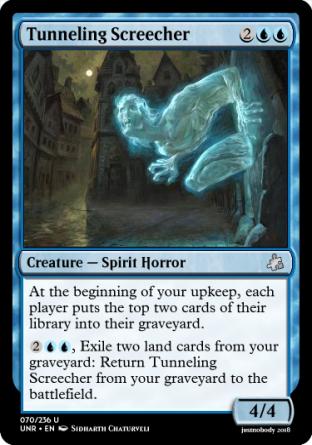 Tunneling Screecher 2
Creature — Spirit Horror
At the beginning of your upkeep, each
player puts the top two cards of their
library into their graveyard.
2, Exile two land cards from your
graveyard: Return Tunneling
Screecher from your graveyard to the
battlefield.
4/4
070/236 U
UNR • EN Sidharth Chaturveli
justnobody 2018